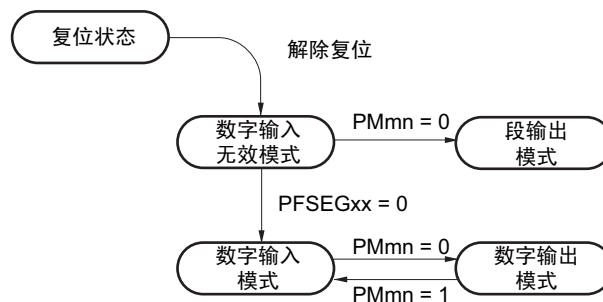 复位状态
解除复位
数字输入
无效模式
PMmn = 0
段输出
模式
PFSEGxx = 0
数字输入
模式
PMmn = 0
PMmn = 1
数字输出
模式